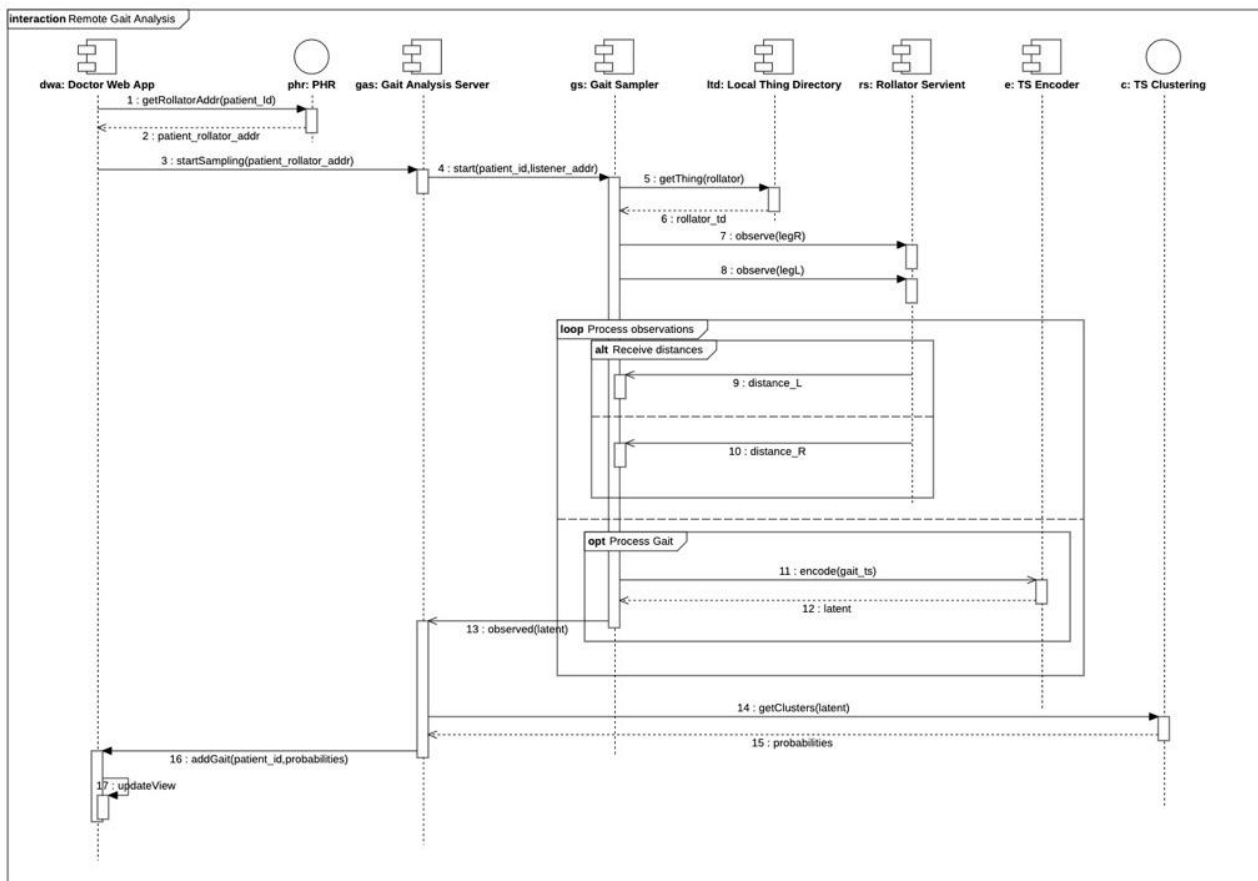 interaction Remote Gait Analysis
dwa: Doctor Web App
phr: PHR
gas: Gait Analysis Server
gs: Gait Sampler
ltd: Local Thing Directory
rs: Rollator Servient
e: TS Encoder
c: TS Clustering
1 : getRollatorAddr(patient_Id)
2 : patient_rollator_addr
3 : startSampling(patient_rollator_addr)
4 : start(patient_id,listener_addr)
5 : getThing(rollator)
6 : rollator_td
7 : observe(legR)
8 : observe(legL)
loop Process observations
alt Receive distances
9 : distance_L
10 : distance_R
opt Process Gait
11 : encode(gait_ts)
12 : latent
13 : observed(latent)
14 : getClusters(latent)
15 : probabilities
16 : addGait(patient_id,probabilities)
17 : updateView